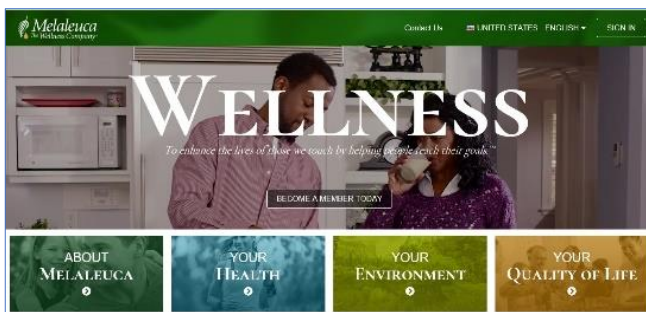 Melaleuca
The Wellness Company
Contact Us
UNITED STATES ENGLISH
SIGN IN
WELLNESS
To enhance the lives of those we touch by helping people reach their goals.™
BECOME A MEMBER TODAY
ABOUT
MELALEUCA
YOUR
HEALTH
YOUR
ENVIRONMENT
YOUR
QUALITY OF LIFE